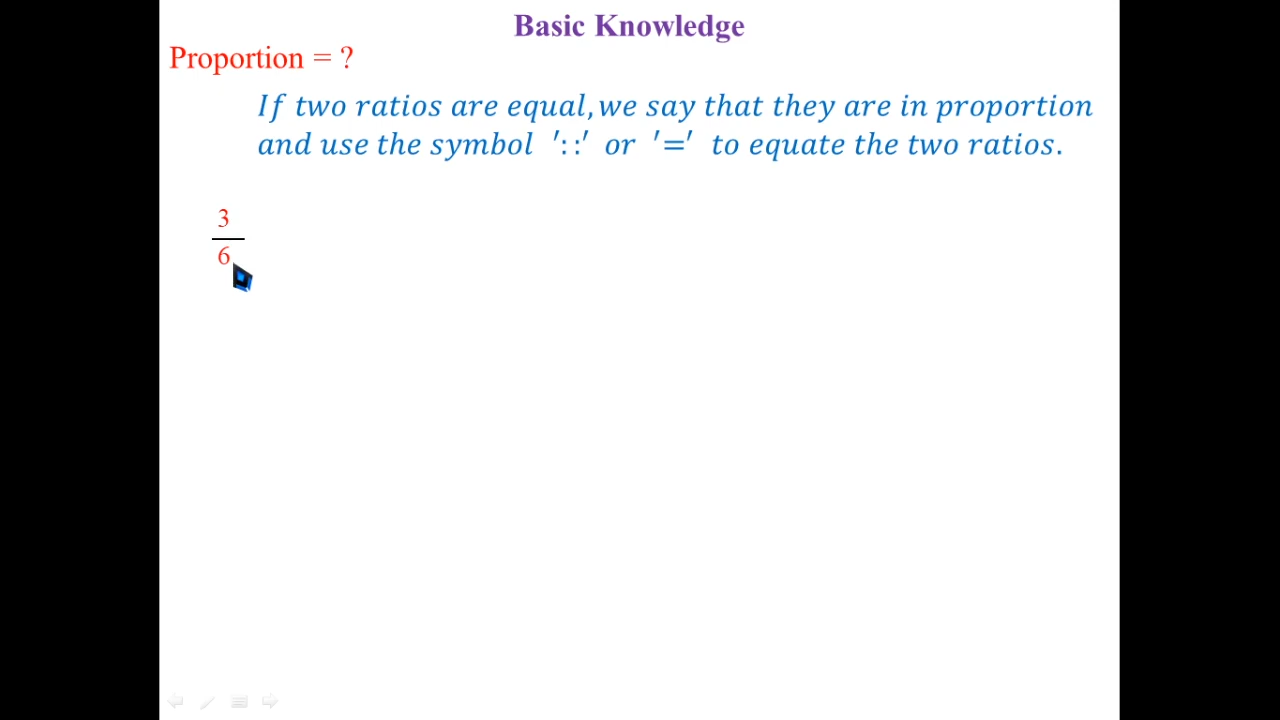 Basic Knowledge
Proportion = ?
If two ratios are equal, we say that they are in proportion
and use the symbol '::' or '=' to equate the two ratios.
3
6